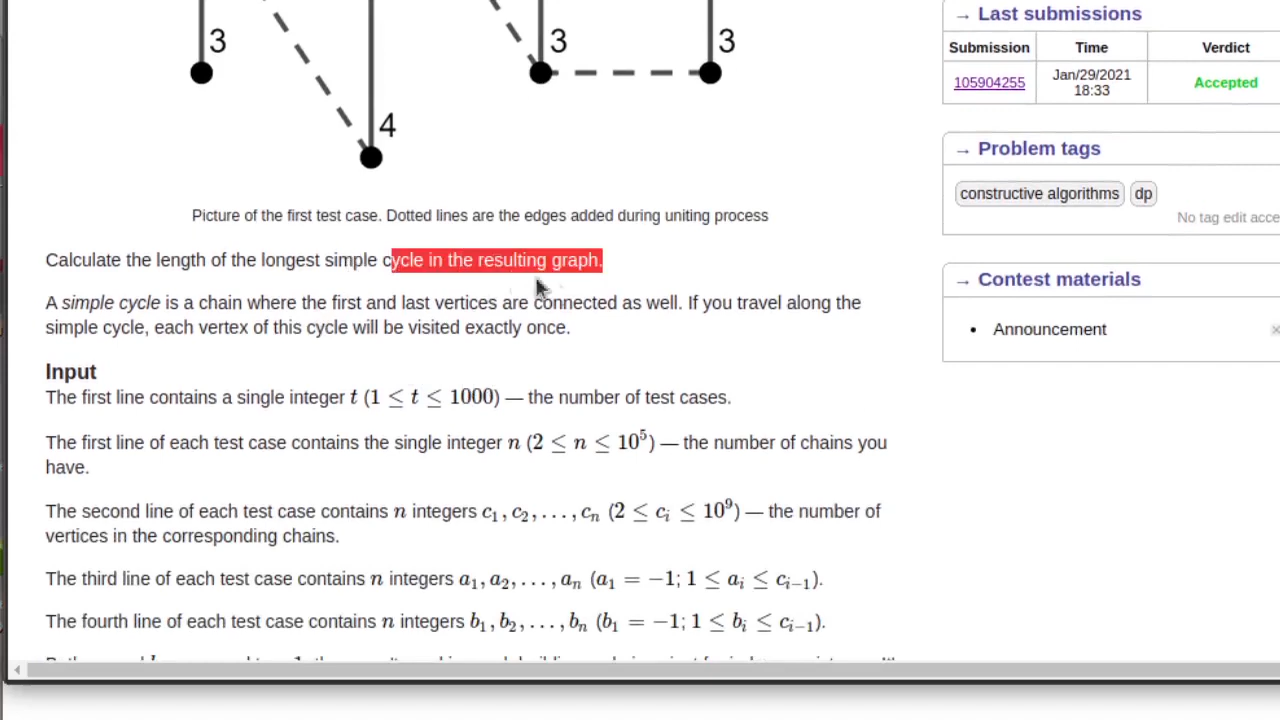 3
3
3
4
Picture of the first test case. Dotted lines are the edges added during uniting process
Calculate the length of the longest simple cycle in the resulting graph.
A simple cycle is a chain where the first and last vertices are connected as well. If you travel along the
simple cycle, each vertex of this cycle will be visited exactly once.
Input
The first line contains a single integer t (1 ≤ t ≤ 1000) — the number of test cases.
The first line of each test case contains the single integer n (2 ≤ n ≤ 10^5) — the number of chains you
have.
The second line of each test case contains n integers c_1, c_2, …, c_n (2 ≤ c_i ≤ 10^9) — the number of
vertices in the corresponding chains.
The third line of each test case contains n integers a_1, a_2, …, a_n (a_1 = −1; 1 ≤ a_i ≤ c_{i−1}).
The fourth line of each test case contains n integers b_1, b_2, …, b_n (b_1 = −1; 1 ≤ b_i ≤ c_{i−1}).
→ Last submissions
Submission Time Verdict
105904255 Jan/29/2021 Accepted
18:33
→ Problem tags
constructive algorithms dp
No tag edit acce
→ Contest materials
• Announcement